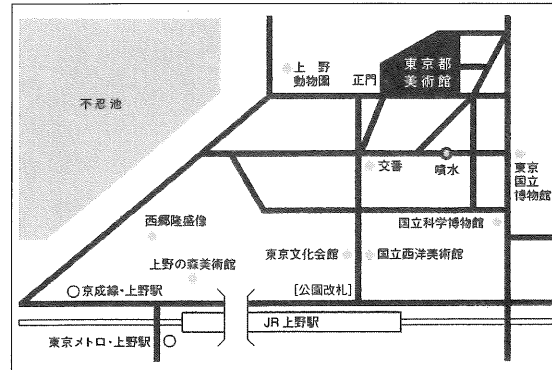 上野
動物園
正門
東京都
美術館
不忍池
交番
噴水
東京
国立
博物館
西郷隆盛像
国立科学博物館
上野の森美術館
東京文化会館
国立西洋美術館
京成線・上野駅
[公園改札]
JR上野駅
東京メトロ・上野駅